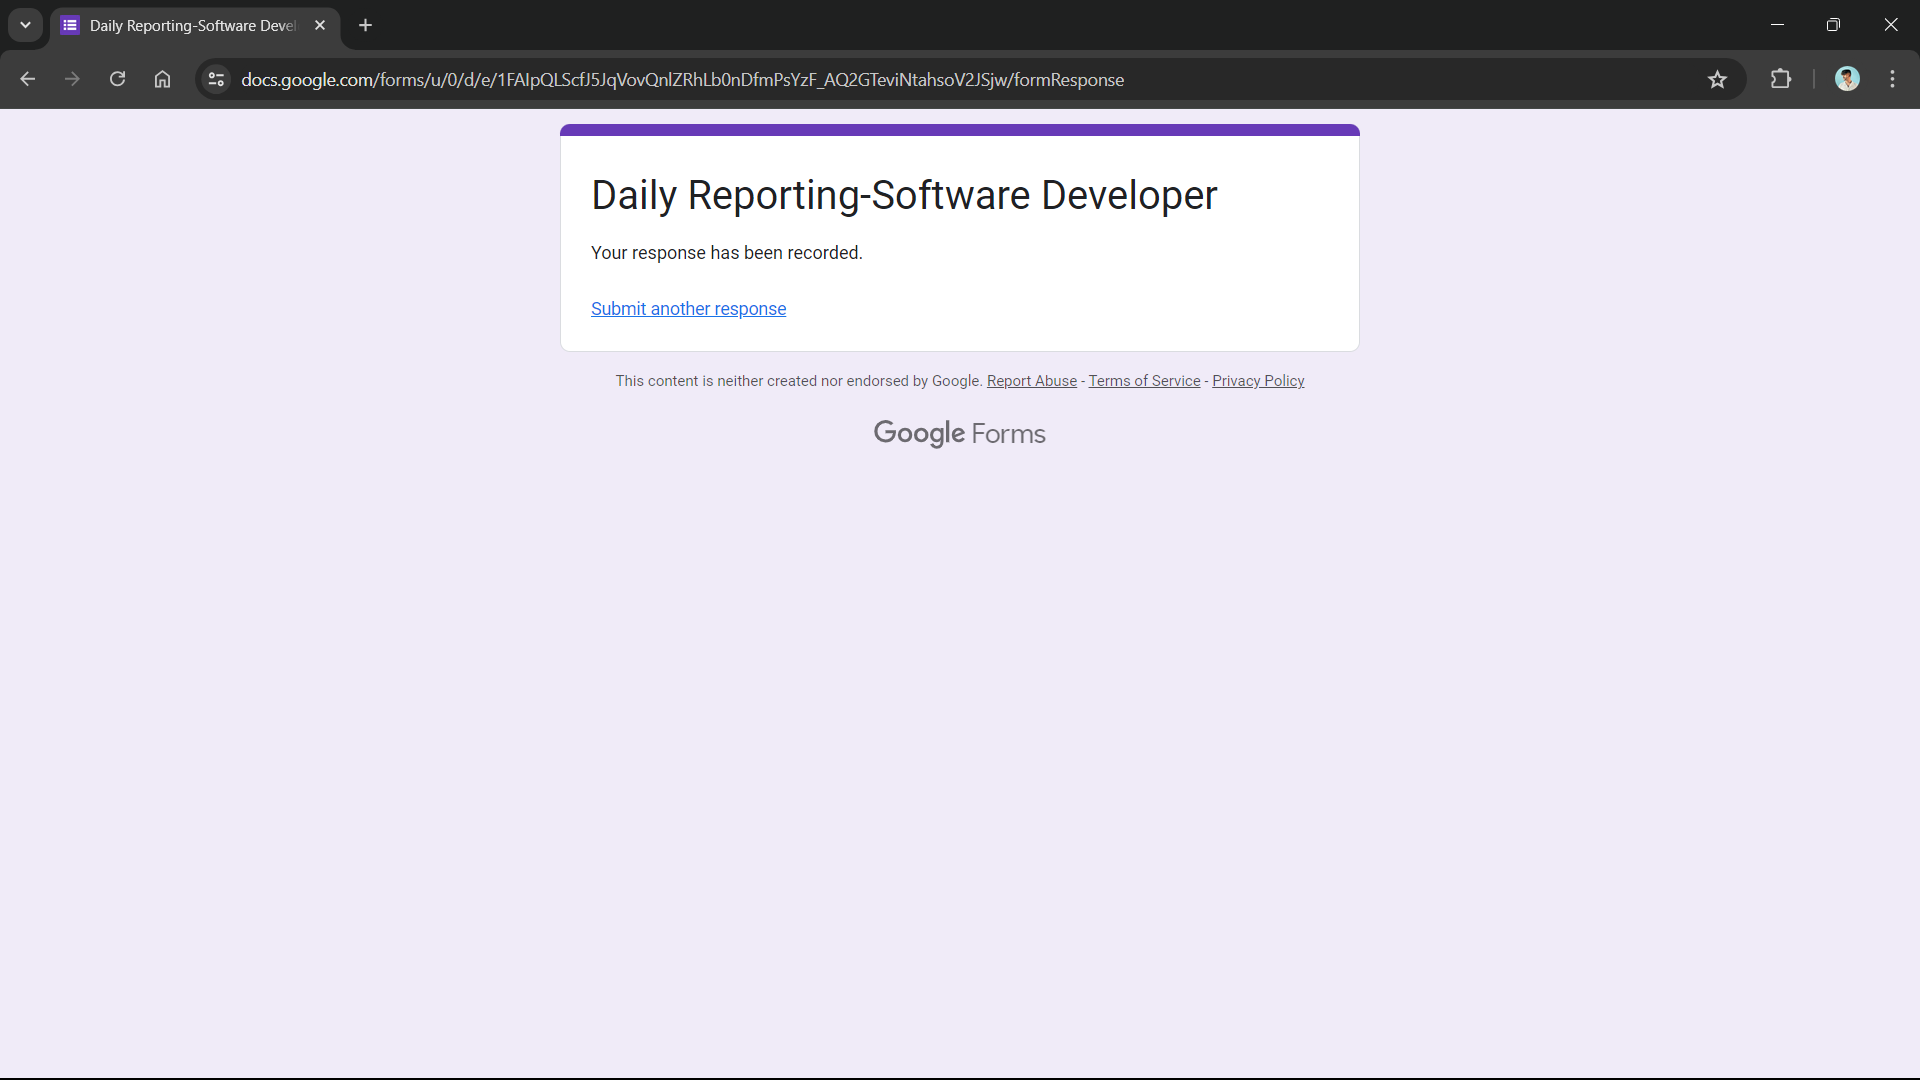 Daily Reporting-Software Devel
docs.google.com/forms/u/0/d/e/1FAIpQLScfJ5JqVovQnlZRhLb0nDfmPsYzF_AQ2GTeviNtahsoV2JSjw/formResponse
Daily Reporting-Software Developer
Your response has been recorded.
Submit another response
This content is neither created nor endorsed by Google. Report Abuse - Terms of Service - Privacy Policy
Google Forms